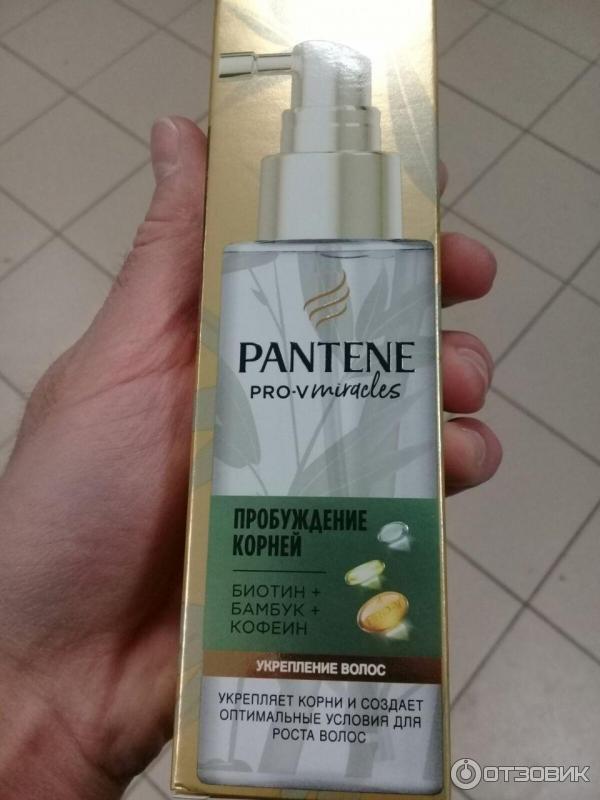 PANTENE
PRO-V miracles
ПРОБУЖДЕНИЕ
КОРНЕЙ
БИОТИН +
БАМБУК +
КОФЕИН
УКРЕПЛЕНИЕ ВОЛОС
УКРЕПЛЯЕТ КОРНИ И СОЗДАЕТ
ОПТИМАЛЬНЫЕ УСЛОВИЯ ДЛЯ
РОСТА ВОЛОС
ОТЗОВИК